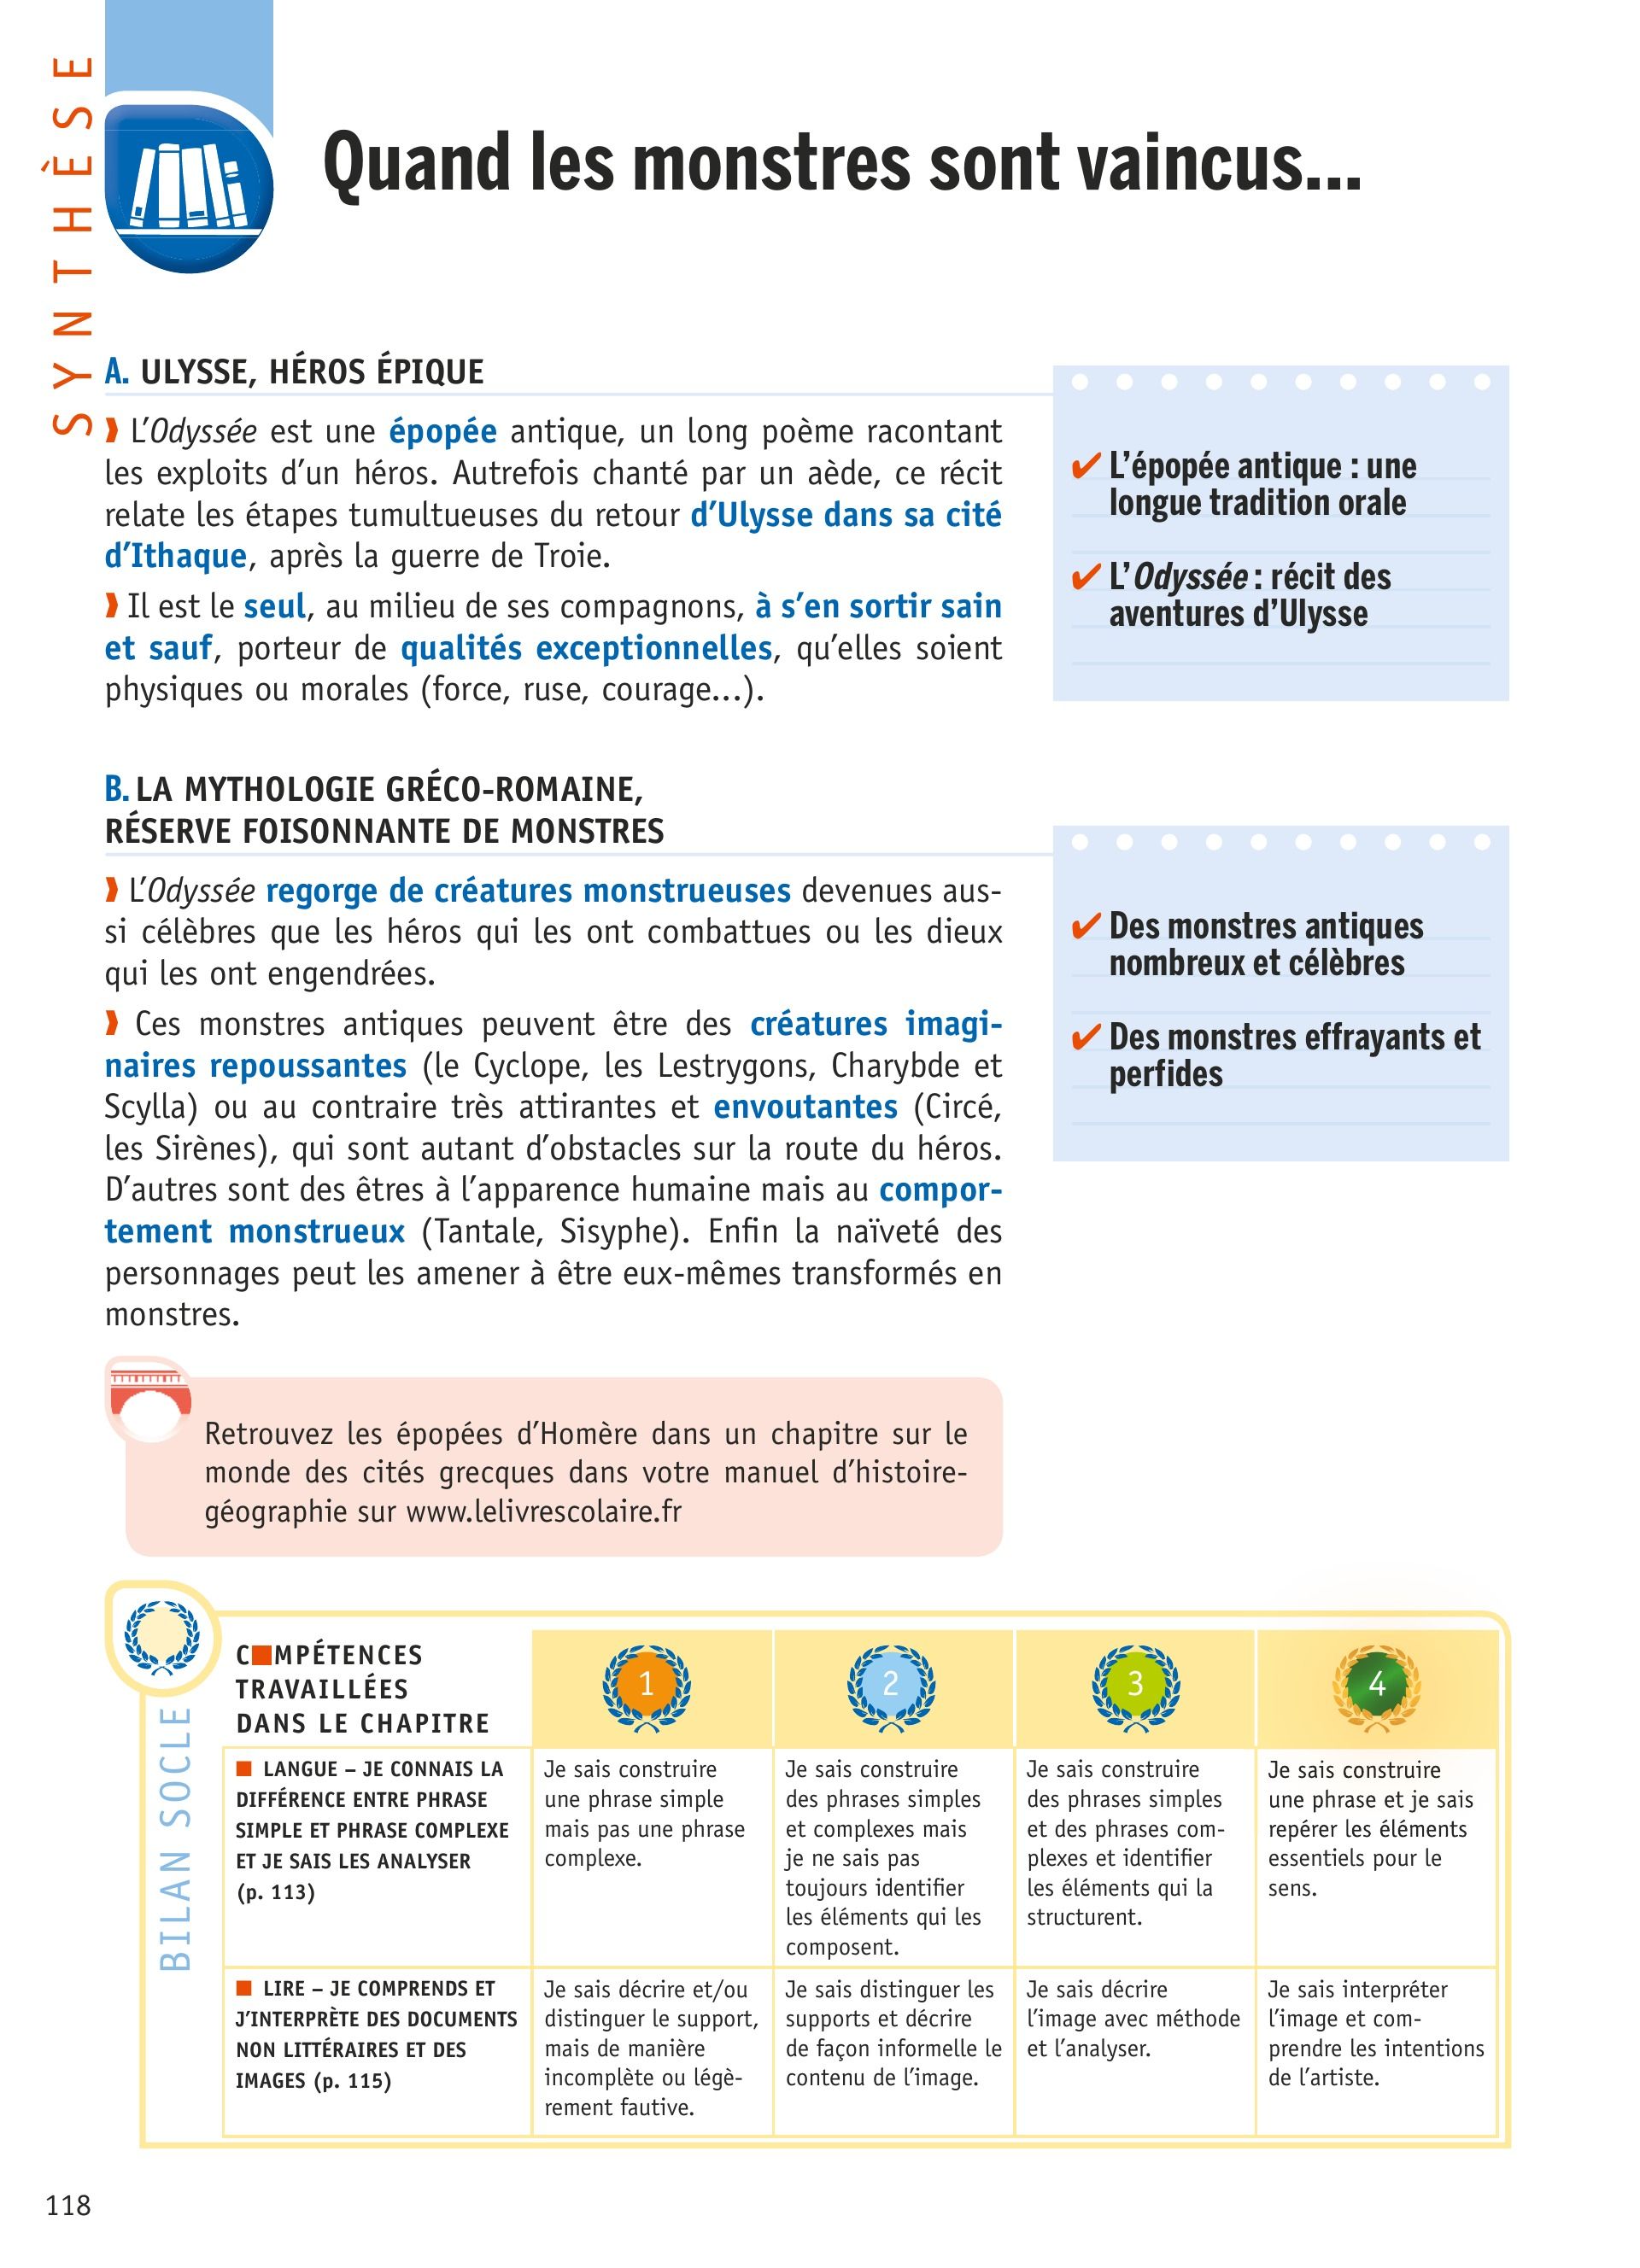 SYNTHÈSE
Quand les monstres sont vaincus...
A. ULYSSE, HÉROS ÉPIQUE
❱ L’Odyssée est une épopée antique, un long poème racontant
les exploits d’un héros. Autrefois chanté par un aède, ce récit
relate les étapes tumultueuses du retour d’Ulysse dans sa cité
d’Ithaque, après la guerre de Troie.
❱ Il est le seul, au milieu de ses compagnons, à s’en sortir sain
et sauf, porteur de qualités exceptionnelles, qu’elles soient
physiques ou morales (force, ruse, courage...).
✔ L’épopée antique : une
longue tradition orale
✔ L’Odyssée : récit des
aventures d’Ulysse
B. LA MYTHOLOGIE GRÉCO-ROMAINE,
RÉSERVE FOISONNANTE DE MONSTRES
❱ L’Odyssée regorge de créatures monstrueuses devenues aus-
si célèbres que les héros qui les ont combattues ou les dieux
qui les ont engendrées.
❱ Ces monstres antiques peuvent être des créatures imagi-
naires repoussantes (le Cyclope, les Lestrygons, Charybde et
Scylla) ou au contraire très attirantes et envoutantes (Circé,
les Sirènes), qui sont autant d’obstacles sur la route du héros.
D’autres sont des êtres à l’apparence humaine mais au compor-
tement monstrueux (Tantale, Sisyphe). Enfin la naïveté des
personnages peut les amener à être eux-mêmes transformés en
monstres.
✔ Des monstres antiques
nombreux et célèbres
✔ Des monstres effrayants et
perfides
Retrouvez les épopées d’Homère dans un chapitre sur le
monde des cités grecques dans votre manuel d’histoire-
géographie sur www.lelivrescolaire.fr
BILAN SOCLE
C■MPÉTENCES
TRAVAILLÉES
DANS LE CHAPITRE
1
2
3
4
■ LANGUE – JE CONNAIS LA
DIFFÉRENCE ENTRE PHRASE
SIMPLE ET PHRASE COMPLEXE
ET JE SAIS LES ANALYSER
(p. 113)
Je sais construire
une phrase simple
mais pas une phrase
complexe.
Je sais construire
des phrases simples
et complexes mais
je ne sais pas
toujours identifier
les éléments qui les
composent.
Je sais construire
des phrases simples
et des phrases com-
plexes et identifier
les éléments qui la
structurent.
Je sais construire
une phrase et je sais
repérer les éléments
essentiels pour le
sens.
■ LIRE – JE COMPRENDS ET
J’INTERPRÈTE DES DOCUMENTS
NON LITTÉRAIRES ET DES
IMAGES (p. 115)
Je sais décrire et/ou
distinguer le support,
mais de manière
incomplète ou légè-
rement fautive.
Je sais distinguer les
supports et décrire
de façon informelle le
contenu de l’image.
Je sais décrire
l’image avec méthode
et l’analyser.
Je sais interpréter
l’image et com-
prendre les intentions
de l’artiste.
118